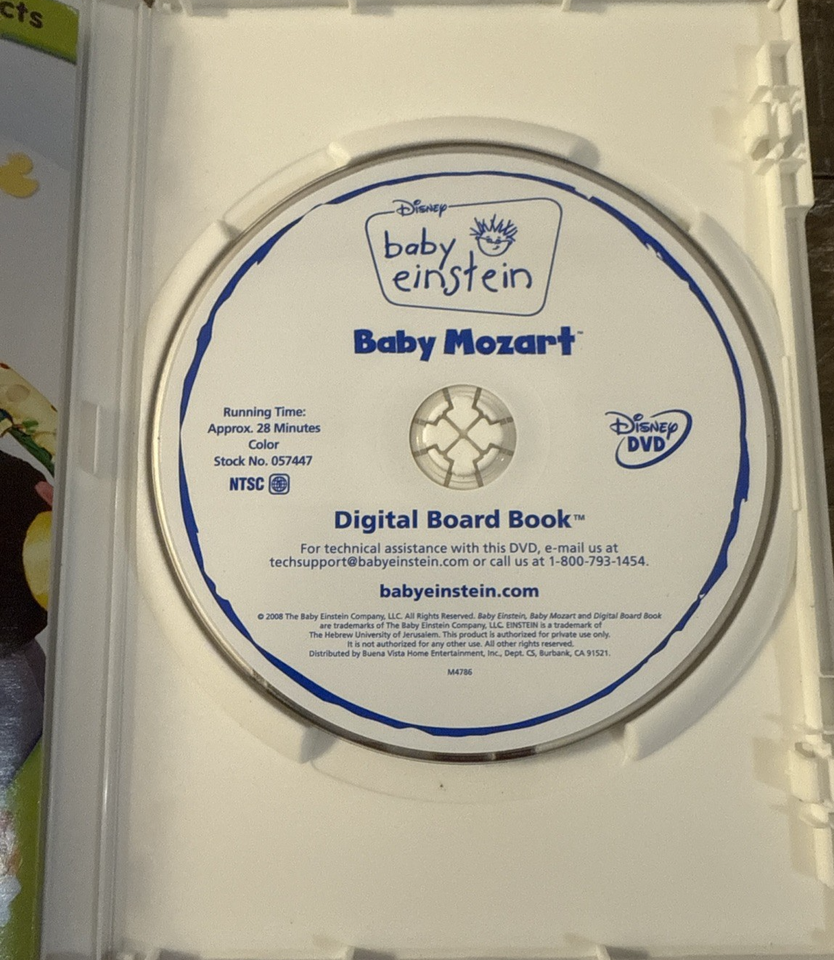 cts
Disney
baby
einstein
Baby Mozart™
Running Time:
Approx. 28 Minutes
Color
Stock No. 057447
NTSC
Disney
DVD
Digital Board Book™
For technical assistance with this DVD, e-mail us at
techsupport@babyeinstein.com or call us at 1-800-793-1454.
babyeinstein.com
© 2008 The Baby Einstein Company, LLC. All Rights Reserved. Baby Einstein, Baby Mozart and Digital Board Book
are trademarks of The Baby Einstein Company, LLC. EINSTEIN is a trademark of
The Hebrew University of Jerusalem. This product is authorized for private use only.
It is not authorized for any other use. All other rights reserved.
Distributed by Buena Vista Home Entertainment, Inc., Dept. CS, Burbank, CA 91521.
M4786